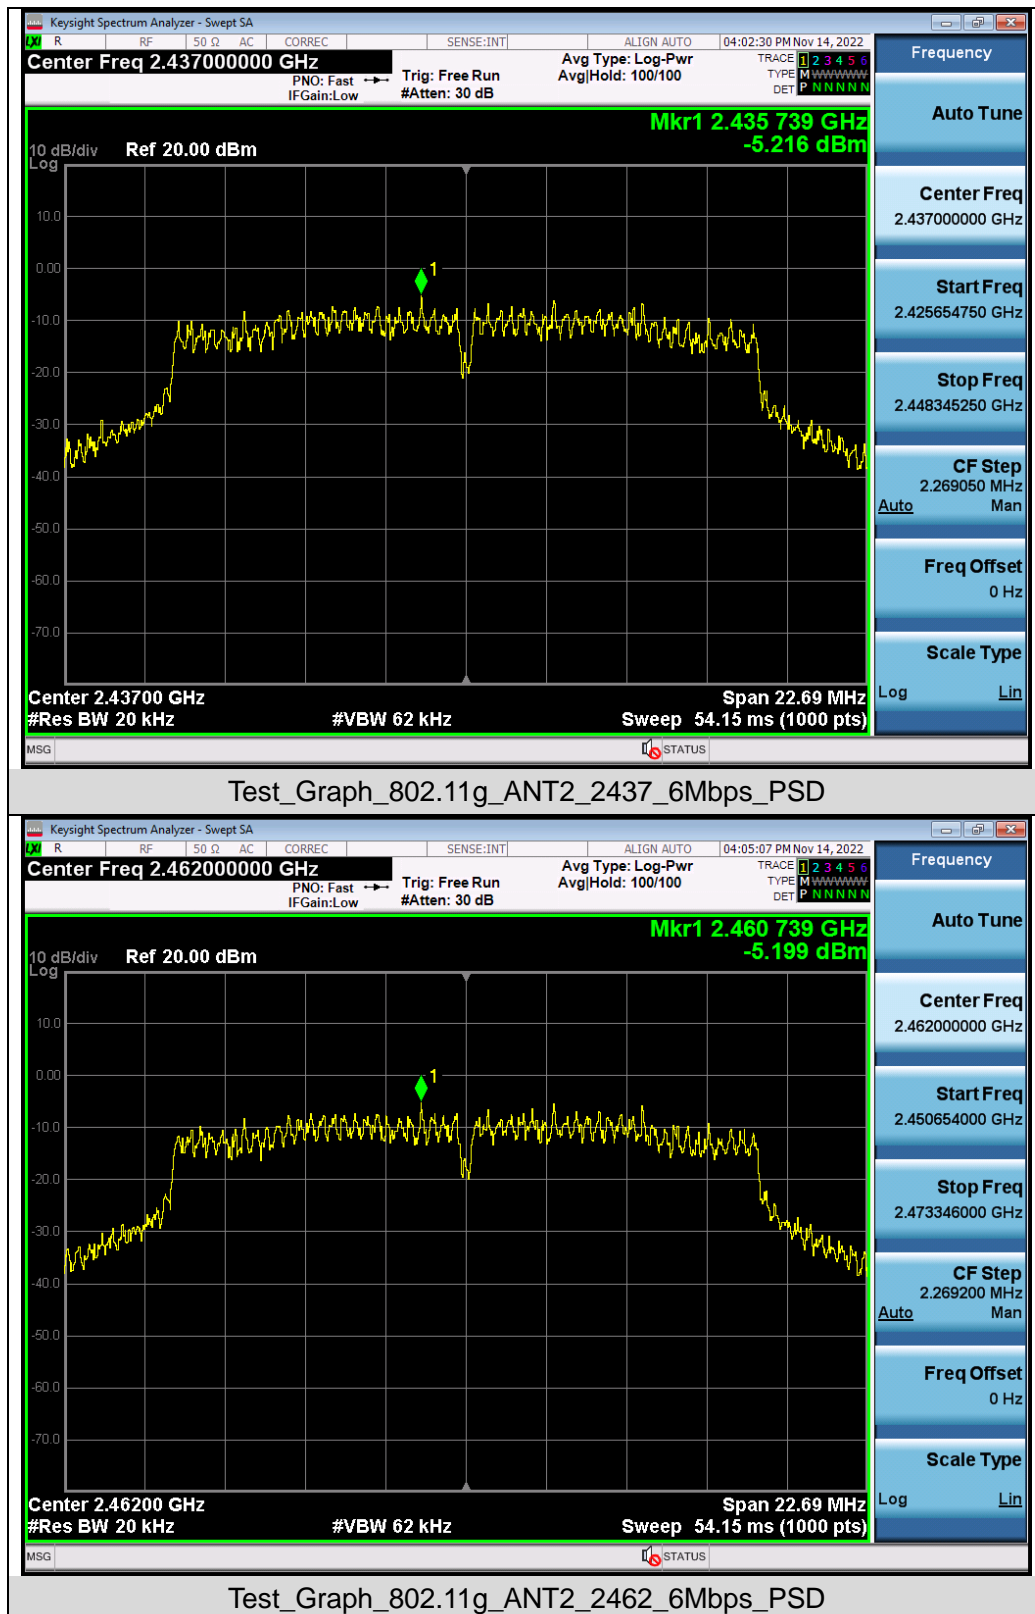 Keysight Spectrum Analyzer - Swept SA
LXI R RF 50 Ω AC CORREC SENSE:INT ALIGN AUTO 04:02:30 PM Nov 14, 2022
Center Freq 2.437000000 GHz
PNO: Fast
IFGain:Low
Trig: Free Run
#Atten: 30 dB
Avg Type: Log-Pwr
Avg|Hold: 100/100
TRACE 1 2 3 4 5 6
TYPE M WWWWW
DET P N N N N N
Mkr1 2.435 739 GHz
-5.216 dBm
10 dB/div Ref 20.00 dBm
Log
10.0
0.00
1
-10.0
-20.0
-30.0
-40.0
-50.0
-60.0
-70.0
Center 2.43700 GHz Span 22.69 MHz
#Res BW 20 kHz #VBW 62 kHz Sweep 54.15 ms (1000 pts)
MSG STATUS
Frequency
Auto Tune
Center Freq
2.437000000 GHz
Start Freq
2.425654750 GHz
Stop Freq
2.448345250 GHz
CF Step
2.269050 MHz
Auto Man
Freq Offset
0 Hz
Scale Type
Log Lin
Test_Graph_802.11g_ANT2_2437_6Mbps_PSD
Keysight Spectrum Analyzer - Swept SA
LXI R RF 50 Ω AC CORREC SENSE:INT ALIGN AUTO 04:05:07 PM Nov 14, 2022
Center Freq 2.462000000 GHz
PNO: Fast
IFGain:Low
Trig: Free Run
#Atten: 30 dB
Avg Type: Log-Pwr
Avg|Hold: 100/100
TRACE 1 2 3 4 5 6
TYPE M WWWWW
DET P N N N N N
Mkr1 2.460 739 GHz
-5.199 dBm
10 dB/div Ref 20.00 dBm
Log
10.0
0.00
1
-10.0
-20.0
-30.0
-40.0
-50.0
-60.0
-70.0
Center 2.46200 GHz Span 22.69 MHz
#Res BW 20 kHz #VBW 62 kHz Sweep 54.15 ms (1000 pts)
MSG STATUS
Frequency
Auto Tune
Center Freq
2.462000000 GHz
Start Freq
2.450654000 GHz
Stop Freq
2.473346000 GHz
CF Step
2.269200 MHz
Auto Man
Freq Offset
0 Hz
Scale Type
Log Lin
Test_Graph_802.11g_ANT2_2462_6Mbps_PSD